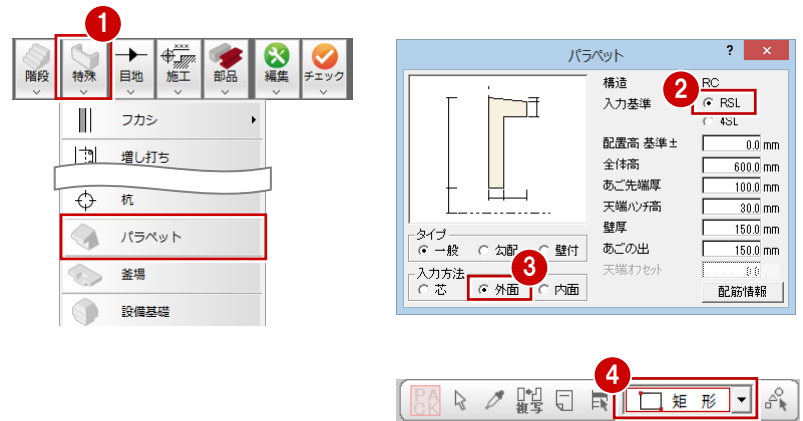 1
階段 特殊 目地 施工 部品 編集 チェック
フカシ
増し打ち
杭
パラペット
釜場
設備基礎
パラペット ? ×
構造 RC
2
入力基準 RSL
4SL
配置高 基準± 0.0 mm
全体高 600.0 mm
あご先端厚 100.0 mm
天端ハンチ高 30.0 mm
壁厚 150.0 mm
あごの出 150.0 mm
天端オフセット 0.0
配筋情報
タイプ
一般 勾配 壁付
3
入力方法
芯 外面 内面
4
PACK 複写 矩形